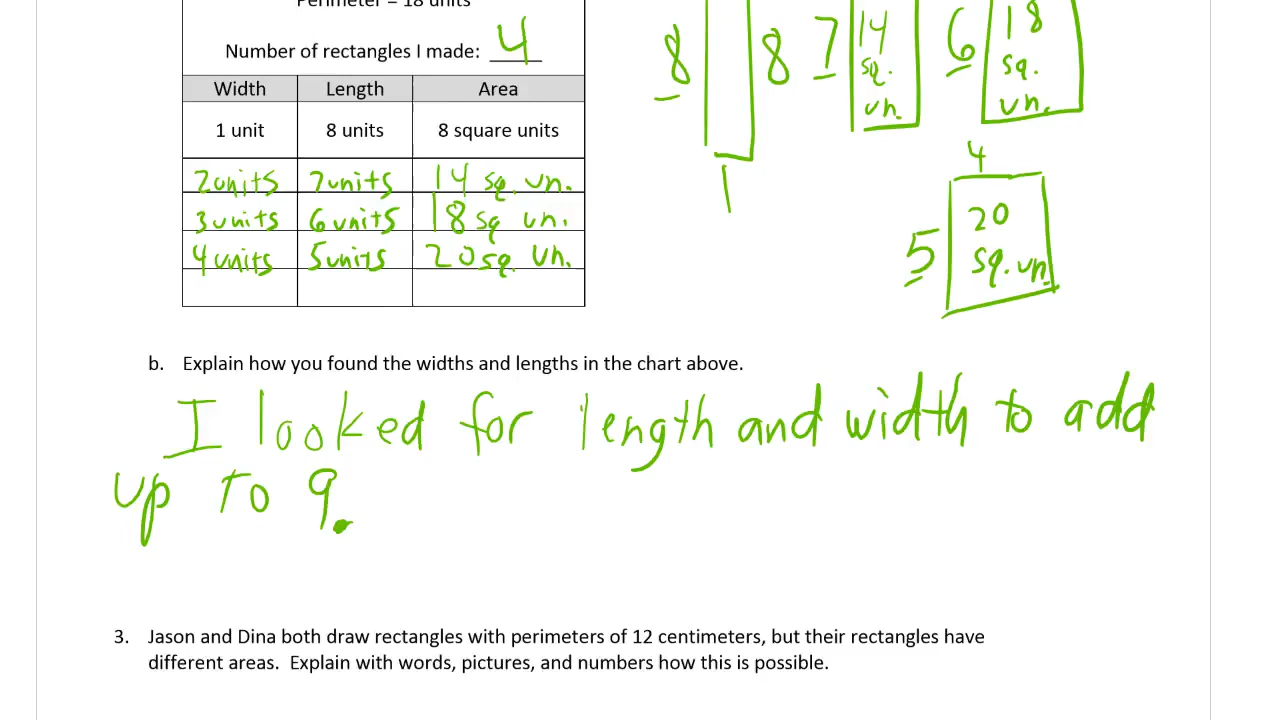 Perimeter = 18 units
Number of rectangles I made: 4
Width Length Area
1 unit 8 units 8 square units
2 units 7 units 14 sq. un.
3 units 6 units 18 sq un.
4 units 5 units 20 sq. un.
8 8 1
7 14 sq. un.
6 18 sq. un.
4
5 20 sq. un.
b. Explain how you found the widths and lengths in the chart above.
I looked for length and width to add
up to 9.
3. Jason and Dina both draw rectangles with perimeters of 12 centimeters, but their rectangles have
different areas. Explain with words, pictures, and numbers how this is possible.